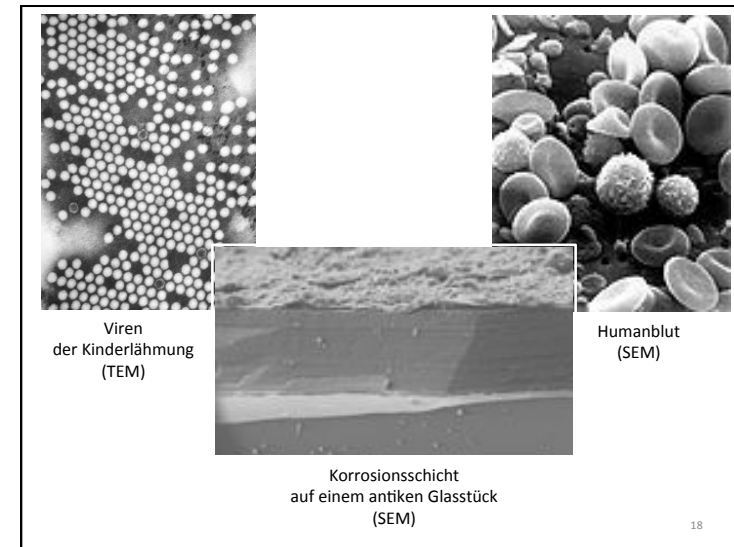 Viren
der Kinderlähmung
(TEM)
Humanblut
(SEM)
Korrosionsschicht
auf einem antiken Glasstück
(SEM)
18